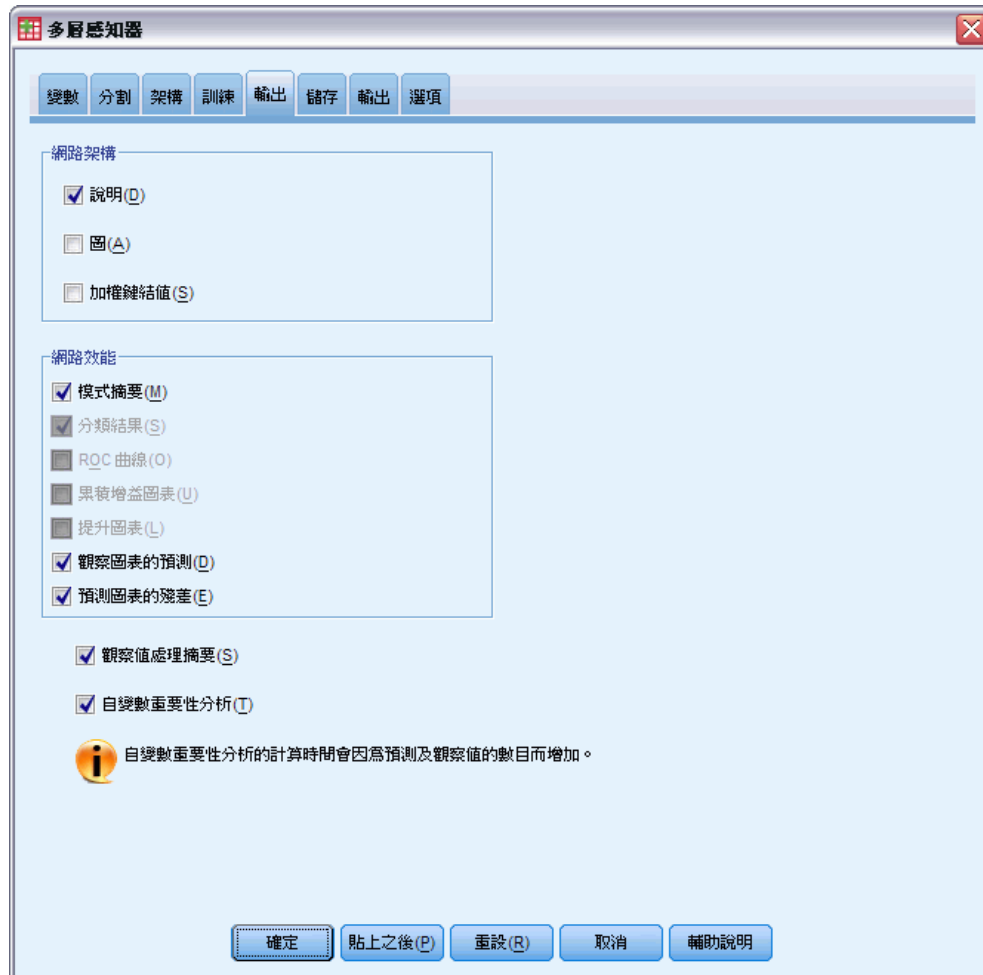 多層感知器
變數 分割 架構 訓練 輸出 儲存 輸出 選項
網路架構
說明(D)
圖(A)
加權鍵結值(S)
網路效能
模式摘要(M)
分類結果(S)
ROC 曲線(O)
累積增益圖表(U)
提升圖表(L)
觀察圖表的預測(D)
預測圖表的殘差(E)
觀察值處理摘要(S)
自變數重要性分析(T)
自變數重要性分析的計算時間會因為預測及觀察值的數目而增加。
確定 貼上之後(P) 重設(R) 取消 輔助說明